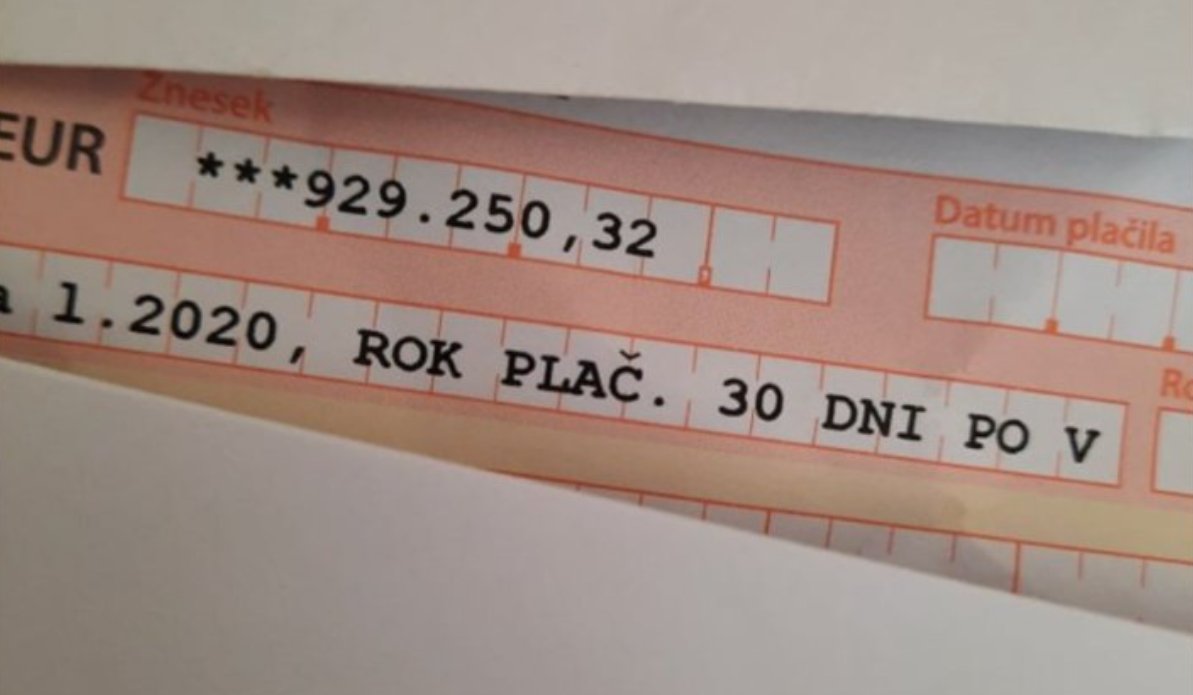 Znesek
EUR ***929.250,32
Datum plačila
1.2020, ROK PLAČ. 30 DNI PO V